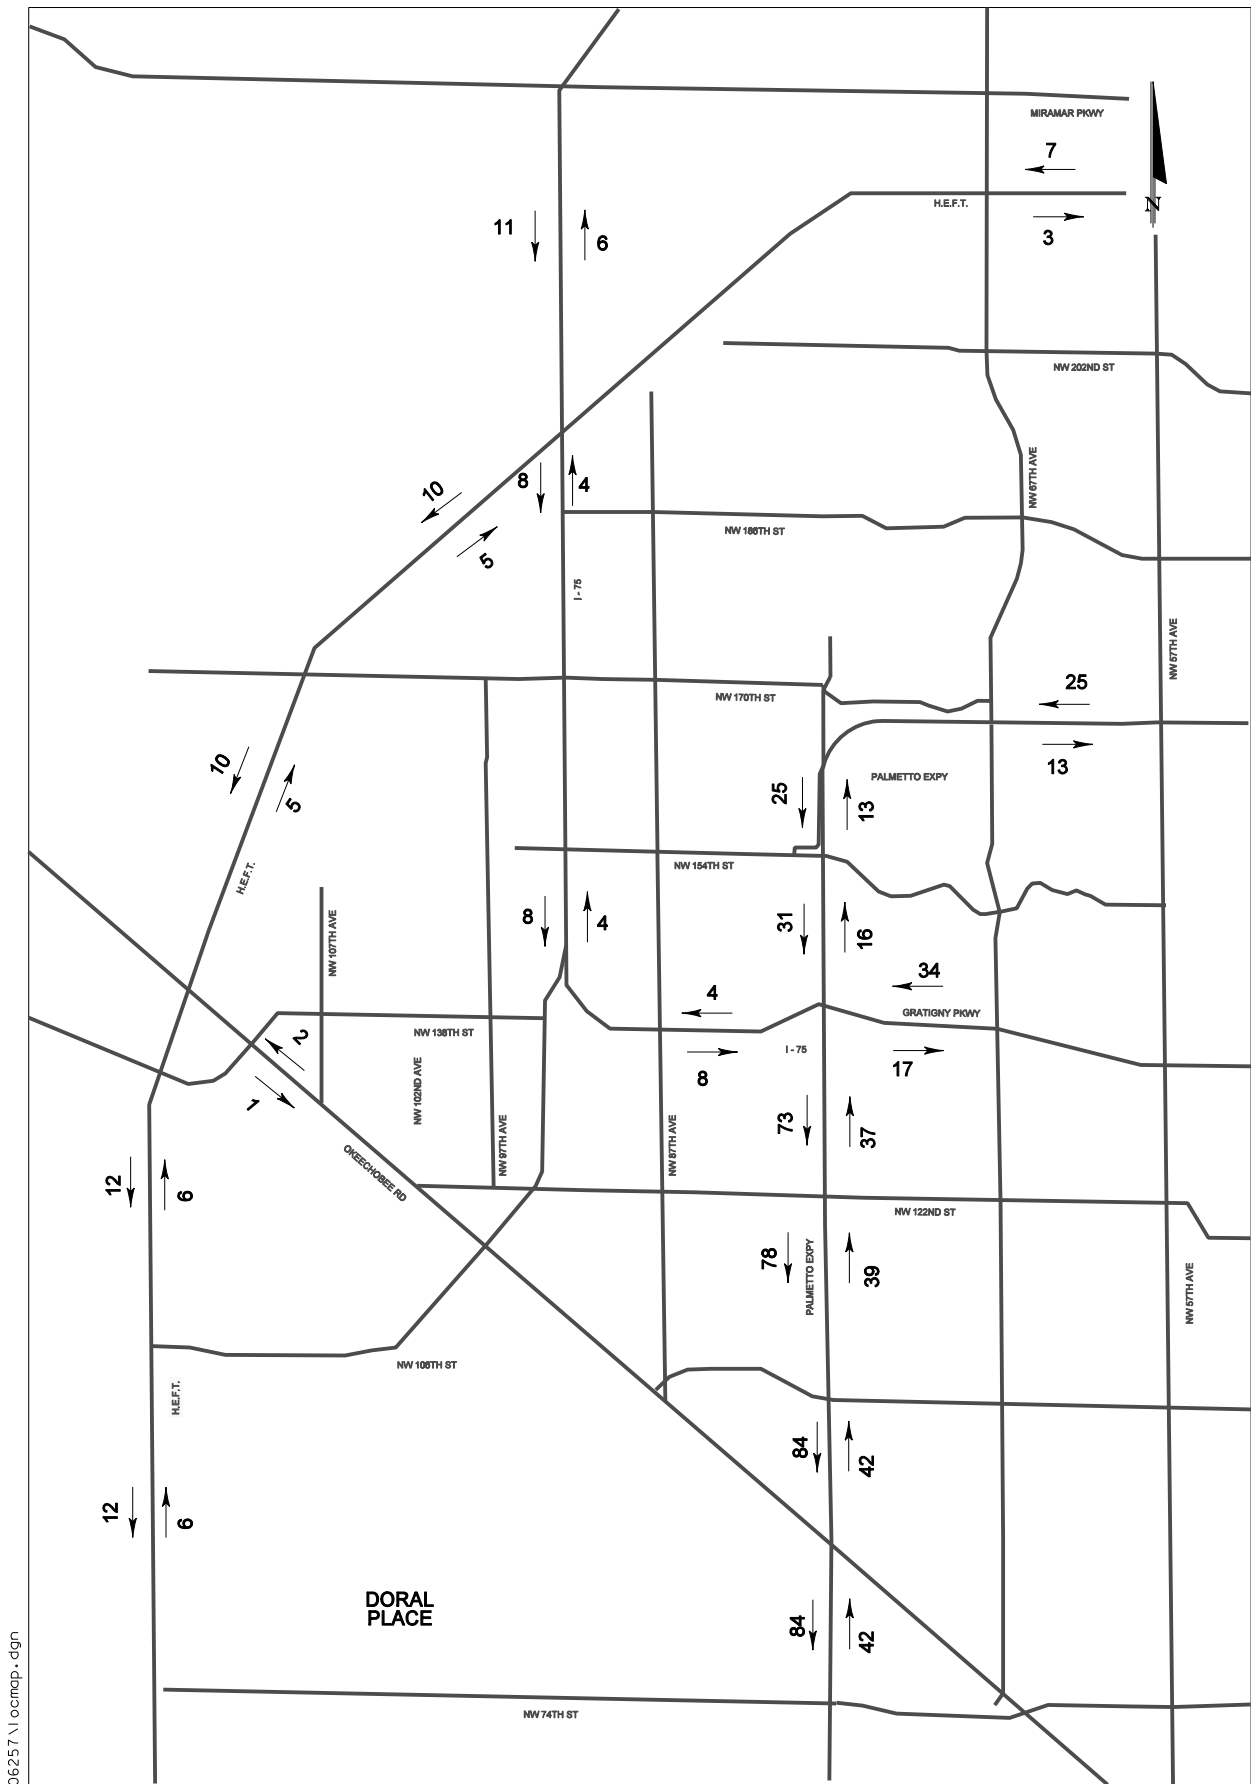 MIRAMAR PKWY
7
H.E.F.T.
N
11
6
3
NW 202ND ST
8
4
10
5
NW 67TH AVE
NW 186TH ST
I - 75
NW 57TH AVE
NW 170TH ST
25
13
10
5
PALMETTO EXPY
25
13
NW 154TH ST
H.E.F.T.
NW 107TH AVE
8
4
31
16
34
4
GRATIGNY PKWY
2
NW 138TH ST
I - 75
8
17
1
NW 102ND AVE
NW 97TH AVE
NW 87TH AVE
73
37
OKEECHOBEE RD
12
6
NW 122ND ST
78
PALMETTO EXPY
39
NW 57TH AVE
NW 106TH ST
H.E.F.T.
84
42
12
6
DORAL
PLACE
84
42
NW 74TH ST
06257\locmap.dgn